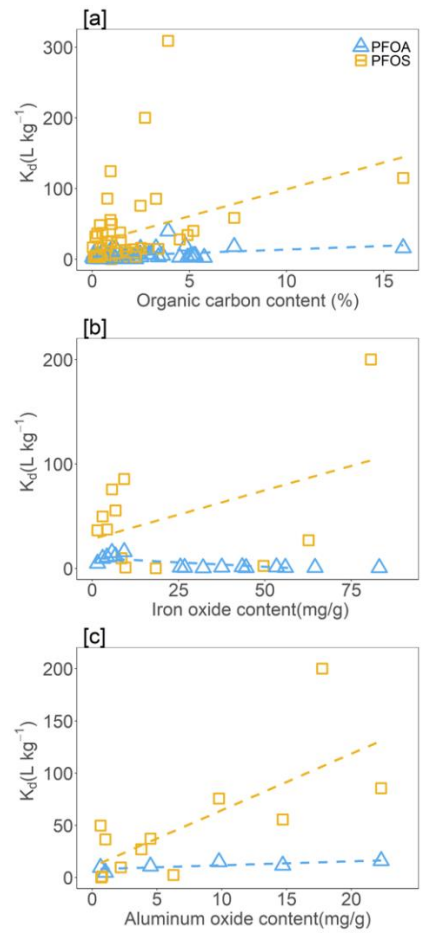 [a]
PFOA
PFOS
300
200
100
0
K_d(L kg⁻¹)
0 5 10 15
Organic carbon content (%)
[b]
200
100
0
K_d(L kg⁻¹)
0 25 50 75
Iron oxide content(mg/g)
[c]
200
150
100
50
0
K_d(L kg⁻¹)
0 5 10 15 20
Aluminum oxide content(mg/g)